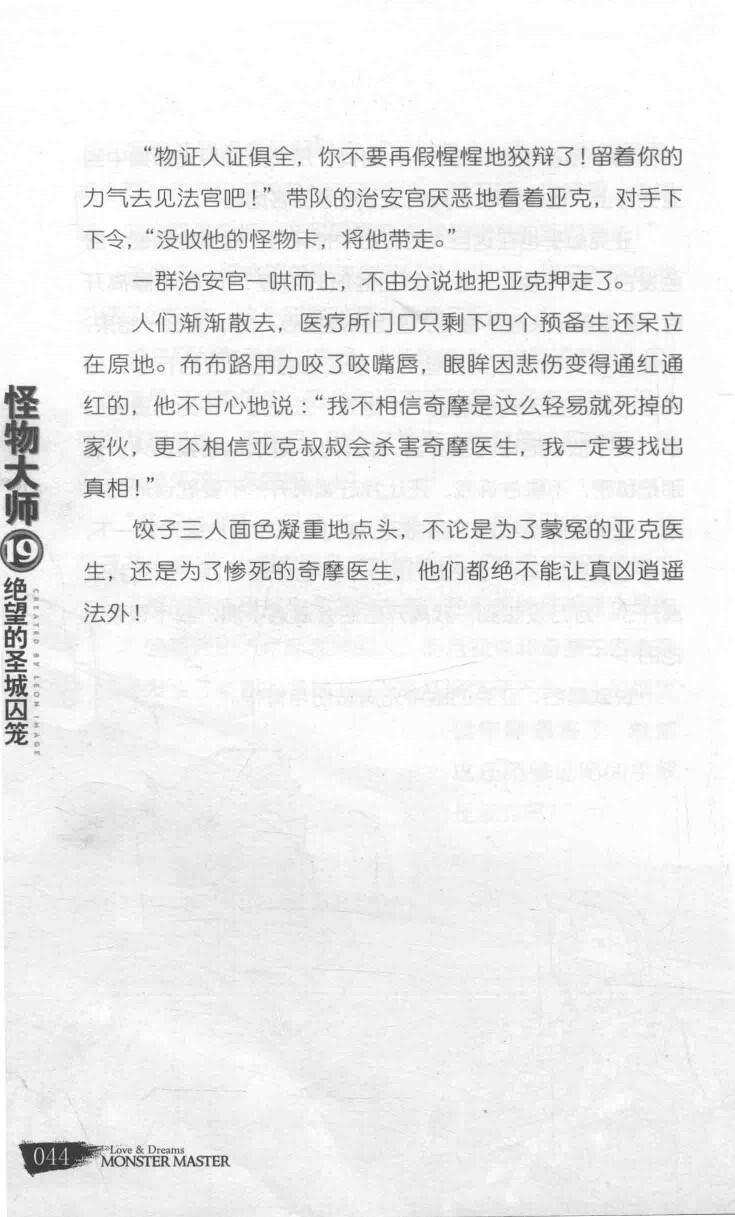 “物证人证俱全，你不要再假惺惺地狡辩了！留着你的
力气去见法官吧！”带队的治安官厌恶地看着亚克，对手下
下令，“没收他的怪物卡，将他带走。”
一群治安官一哄而上，不由分说地把亚克押走了。
人们渐渐散去，医疗所门口只剩下四个预备生还呆立
在原地。布布路用力咬了咬嘴唇，眼眸因悲伤变得通红通
红的，他不甘心地说：“我不相信奇摩是这么轻易就死掉的
家伙，更不相信亚克叔叔会杀害奇摩医生，我一定要找出
真相！”
饺子三人面色凝重地点头，不论是为了蒙冤的亚克医
生，还是为了惨死的奇摩医生，他们都绝不能让真凶逍遥
法外！
怪物大师
19
绝望的圣城囚笼
CREATED BY LEON IMAGE
044
Love & Dreams
MONSTER MASTER